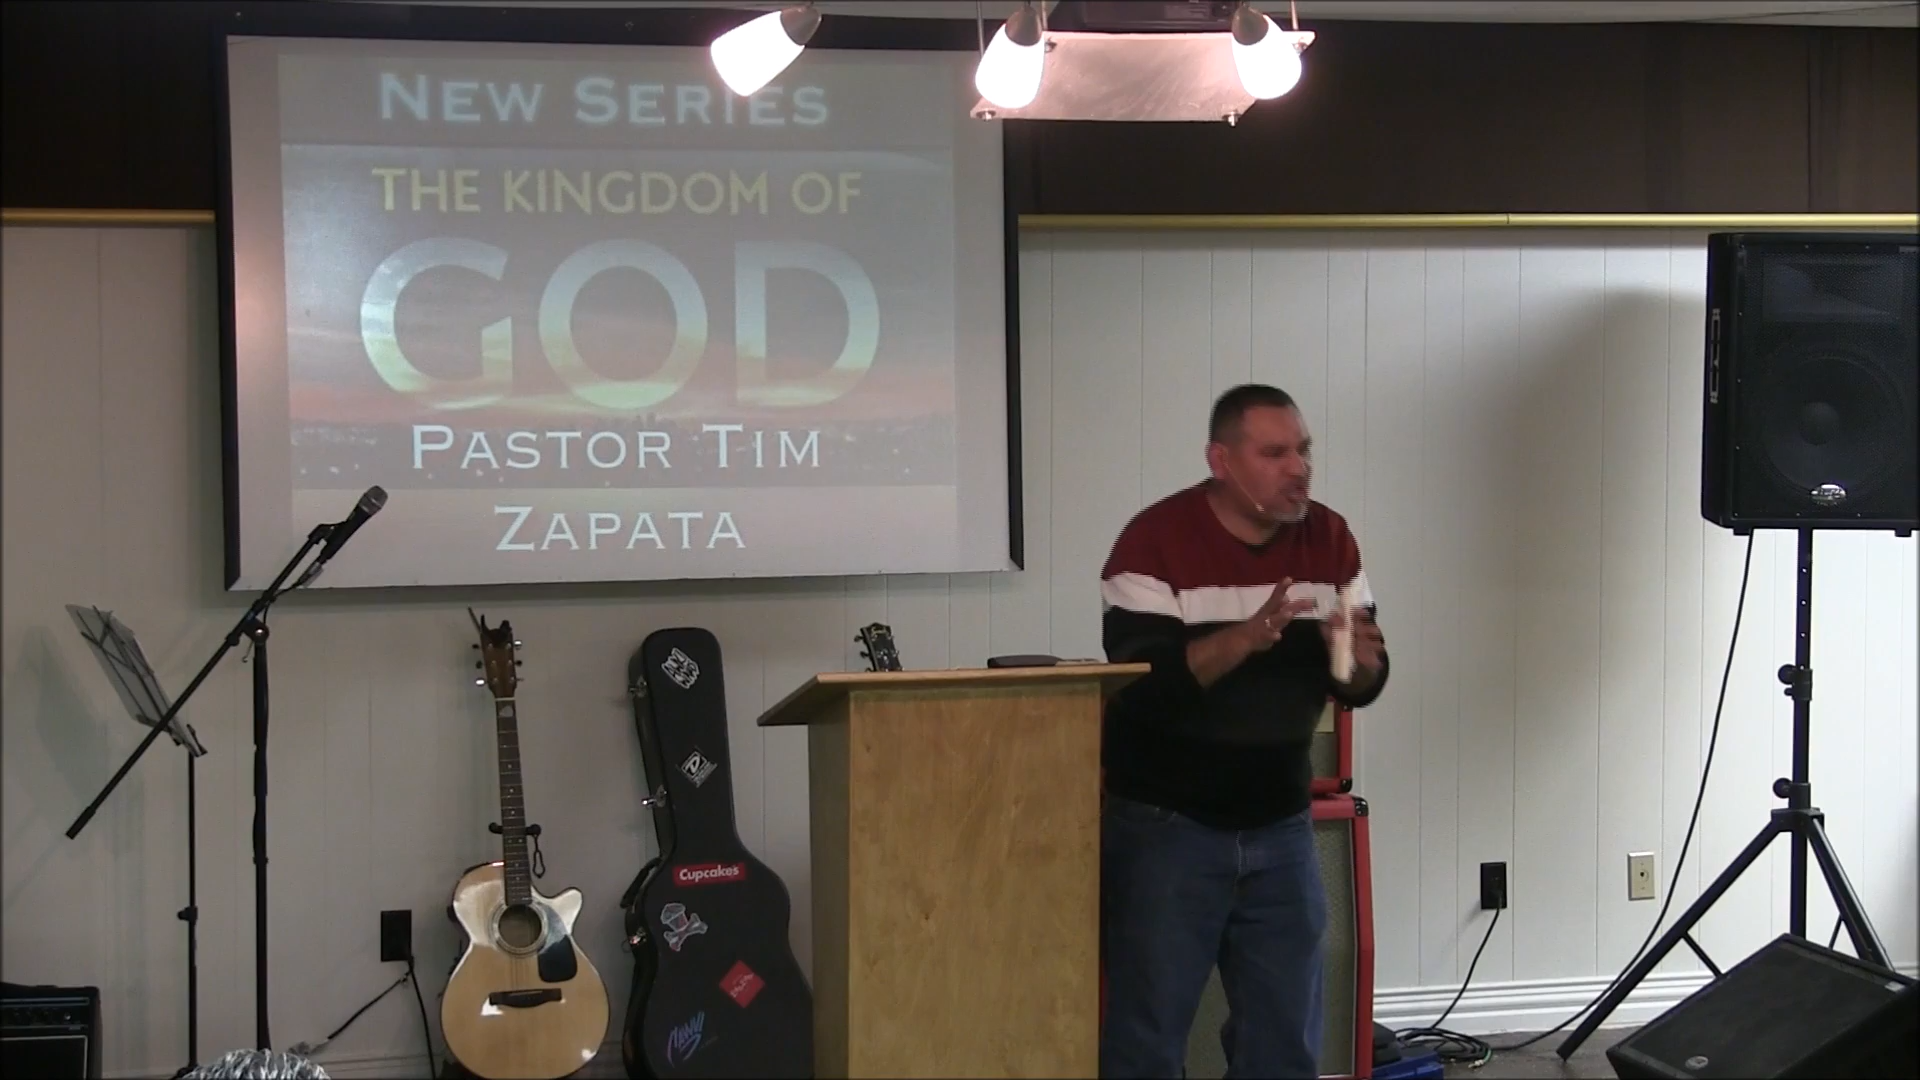 NEW SERIES
THE KINGDOM OF
GOD
PASTOR TIM
ZAPATA
Cupcakes